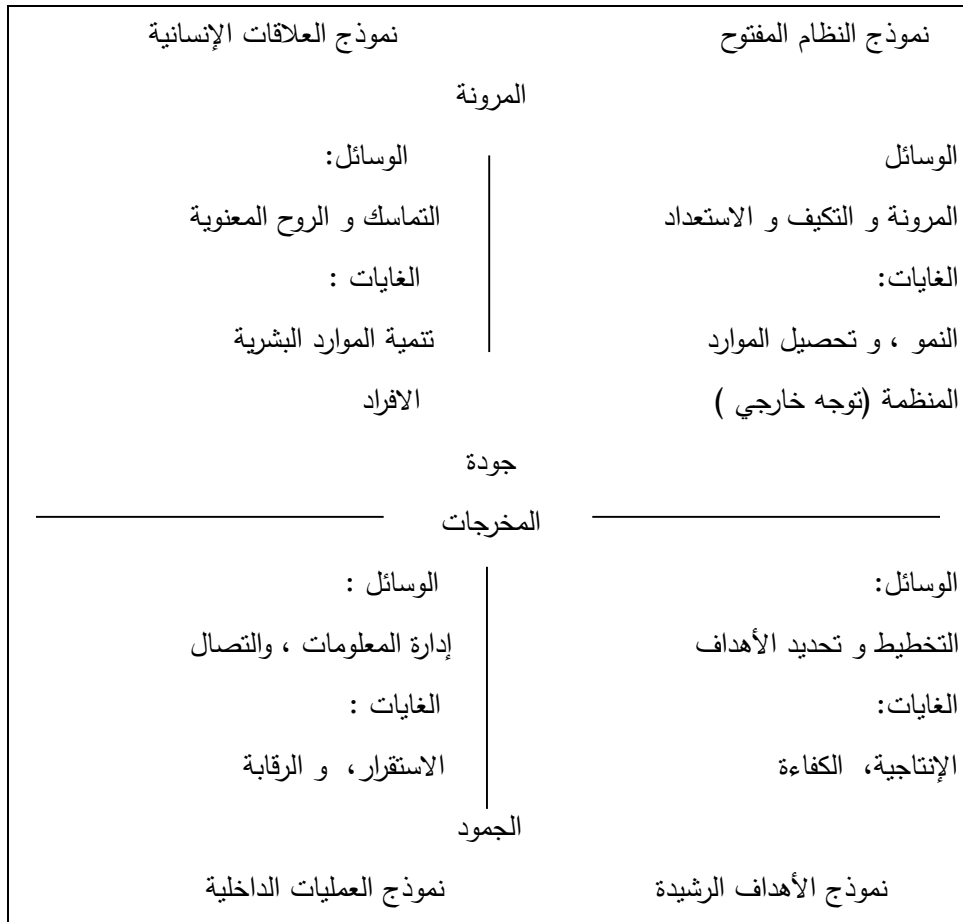 نموذج النظام المفتوح نموذج العلاقات الإنسانية
المرونة
الوسائل الوسائل:
المرونة و التكيف و الاستعداد التماسك و الروح المعنوية
الغايات: الغايات :
النمو ، و تحصيل الموارد تنمية الموارد البشرية
المنظمة (توجه خارجي ) الافراد
جودة
المخرجات
الوسائل: الوسائل :
التخطيط و تحديد الأهداف إدارة المعلومات ، والتصال
الغايات: الغايات :
الإنتاجية، الكفاءة الاستقرار، و الرقابة
الجمود
نموذج الأهداف الرشيدة نموذج العمليات الداخلية